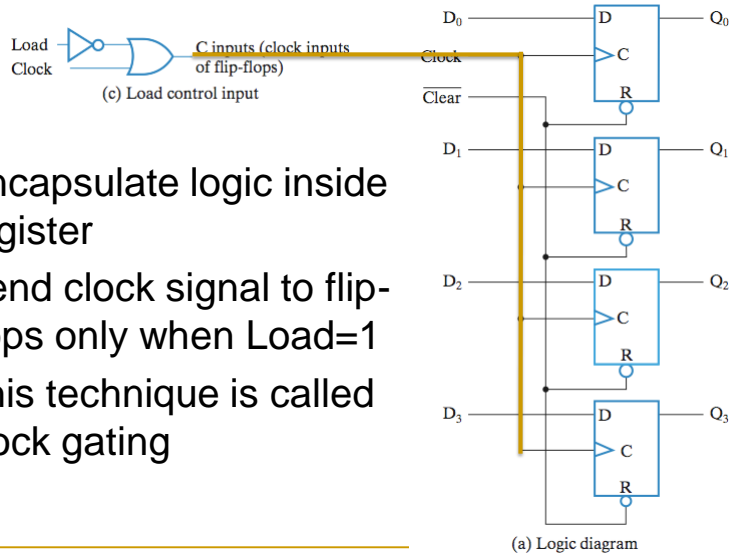 Load
Clock
C inputs (clock inputs
of flip-flops)
(c) Load control input
ncapsulate logic inside
gister
end clock signal to flip-
ops only when Load=1
his technique is called
ock gating
D₀
Clock
Clear
D₁
D₂
D₃
D
C
R
Q₀
D
C
R
Q₁
D
C
R
Q₂
D
C
R
Q₃
(a) Logic diagram